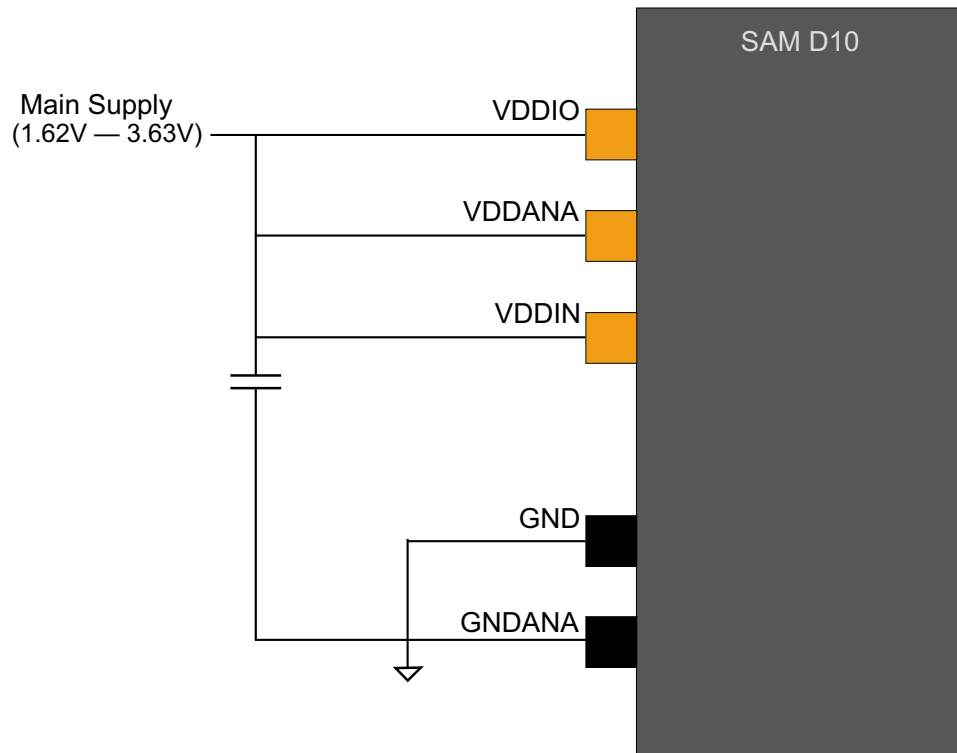 SAM D10
Main Supply
(1.62V — 3.63V)
VDDIO
VDDANA
VDDIN
GND
GNDANA